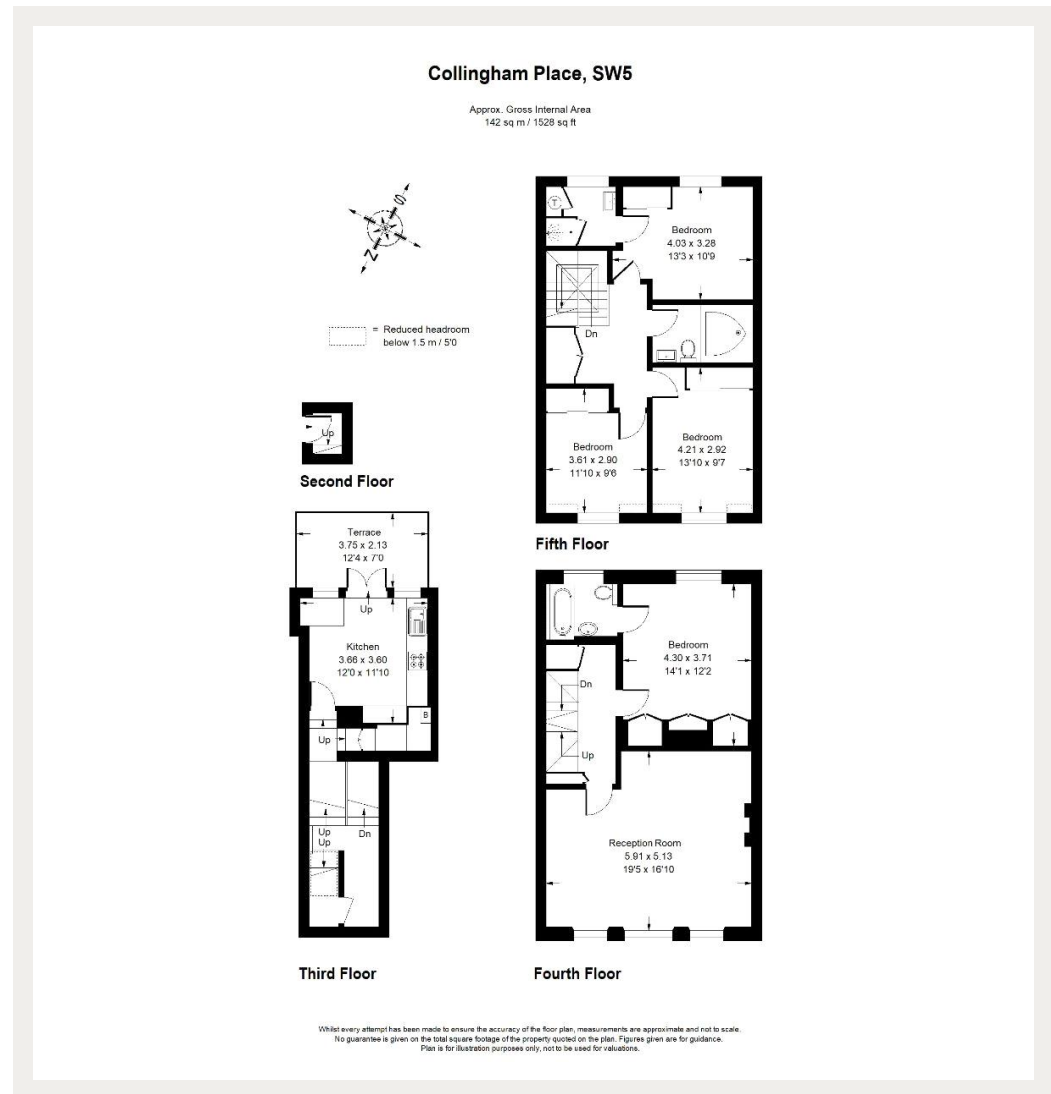 Collingham Place, SW5
Approx. Gross Internal Area
142 sq m / 1528 sq ft
S
N
= Reduced headroom
below 1.5 m / 5'0
T
Bedroom
4.03 x 3.28
13'3 x 10'9
Dn
Bedroom
3.61 x 2.90
11'10 x 9'6
Bedroom
4.21 x 2.92
13'10 x 9'7
Fifth Floor
Up
Second Floor
Terrace
3.75 x 2.13
12'4 x 7'0
Up
Kitchen
3.66 x 3.60
12'0 x 11'10
B
Up
Up
Up
Dn
Third Floor
Bedroom
4.30 x 3.71
14'1 x 12'2
Dn
Up
Reception Room
5.91 x 5.13
19'5 x 16'10
Fourth Floor
Whilst every attempt has been made to ensure the accuracy of the floor plan, measurements are approximate and not to scale.
No guarantee is given on the total square footage of the property quoted on the plan. Figures given are for guidance.
Plan is for illustration purposes only, not to be used for valuations.